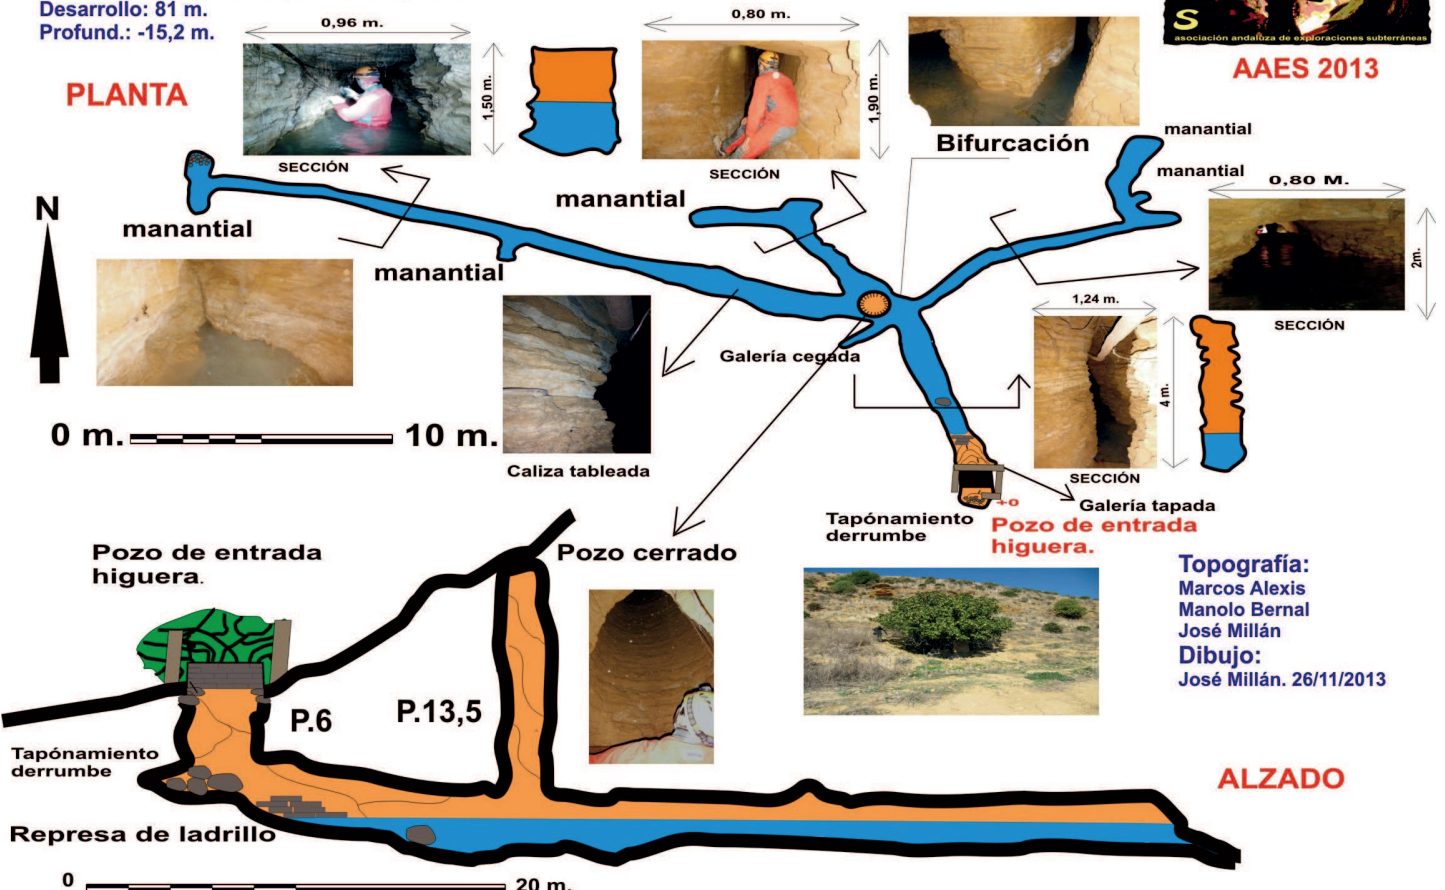 Desarrollo: 81 m.
Profund.: -15,2 m.
PLANTA
0,96 m.
1,50 m.
SECCIÓN
0,80 m.
1,90 m.
SECCIÓN
Bifurcación
S
asociación andaluza de exploraciones subterráneas
AAES 2013
manantial
manantial
0,80 M.
2m.
SECCIÓN
N
manantial
manantial
manantial
Galería cegada
1,24 m.
4 m.
SECCIÓN
0 m.
10 m.
Caliza tableada
+0
Galería tapada
Tapónamiento
derrumbe
Pozo de entrada
higuera.
Pozo de entrada
higuera.
Pozo cerrado
Topografía:
Marcos Alexis
Manolo Bernal
José Millán
Dibujo:
José Millán. 26/11/2013
P.6
P.13,5
Tapónamiento
derrumbe
ALZADO
Represa de ladrillo
0
20 m.